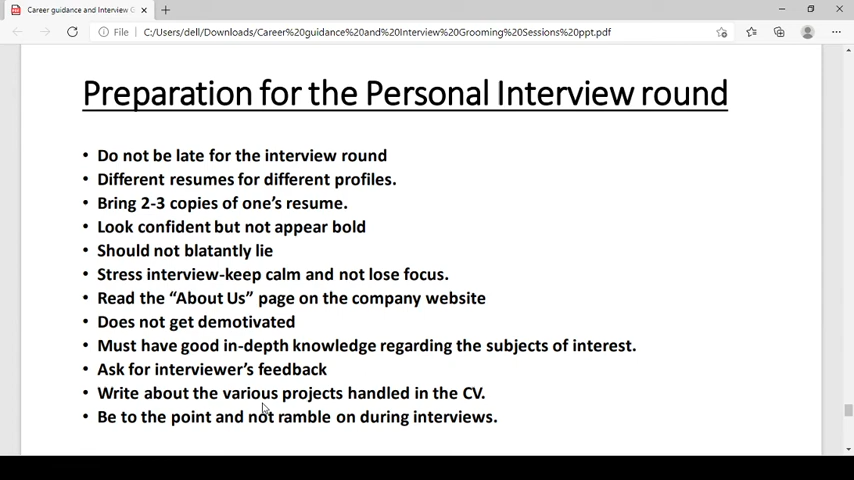 Career guidance and Interview G
File C:/Users/dell/Downloads/Career%20guidance%20and%20Interview%20Grooming%20Sessions%20ppt.pdf
Preparation for the Personal Interview round
• Do not be late for the interview round
• Different resumes for different profiles.
• Bring 2-3 copies of one’s resume.
• Look confident but not appear bold
• Should not blatantly lie
• Stress interview-keep calm and not lose focus.
• Read the “About Us” page on the company website
• Does not get demotivated
• Must have good in-depth knowledge regarding the subjects of interest.
• Ask for interviewer’s feedback
• Write about the various projects handled in the CV.
• Be to the point and not ramble on during interviews.